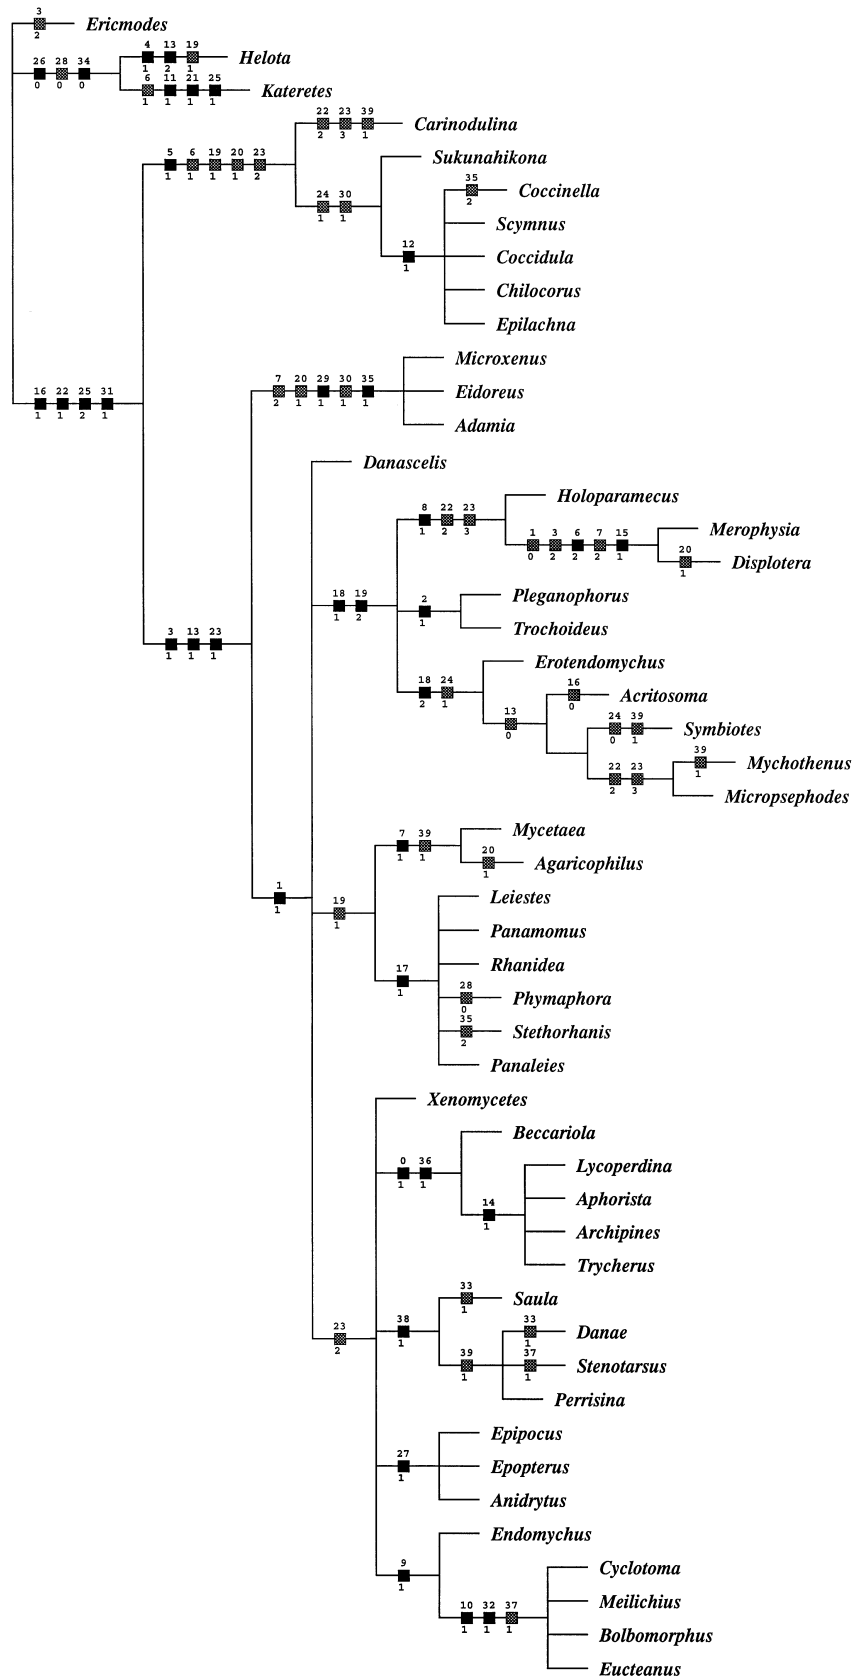 3
Ericmodes
2
4 13 19
Helota
26 28 34
1 2 1
0 0 0
6 11 21 25
Kateretes
1 1 1 1
22 23 39
Carinodulina
2 3 1
5 6 19 20 23
Sukunahikona
1 1 1 1 2
35
Coccinella
2
24 30
1 1
Scymnus
12
Coccidula
1
Chilocorus
Epilachna
Microxenus
7 20 29 30 35
Eidoreus
2 1 1 1 1
16 22 25 31
1 1 2 1
Adamia
Danascelis
Holoparamecus
8 22 23
1 2 3
Merophysia
1 3 6 7 15
0 2 2 2 1
20
Displotera
1
Pleganophorus
18 19
1 2
2
1
Trochoideus
3 13 23
1 1 1
Erotendomychus
18 24
2 1
16
Acritosoma
0
13
0
24 39
Symbiotes
0 1
39
Mychothenus
1
22 23
2 3
Micropsephodes
Mycetaea
7 39
1 1
20
Agaricophilus
1
1
1
Leiestes
19
1
Panamomus
Rhanidea
17
1
28
Phymaphora
0
35
Stethorhanis
2
Panaleies
Xenomycetes
Beccariola
0 36
1 1
Lycoperdina
Aphorista
14
1
Archipines
Trycherus
33
Saula
1
23
2
38
1
33
Danae
1
39
1
37
Stenotarsus
1
Perrisina
Epipocus
27
Epopterus
1
Anidrytus
Endomychus
9
1
Cyclotoma
10 32 37
1 1 1
Meilichius
Bolbomorphus
Eucteanus